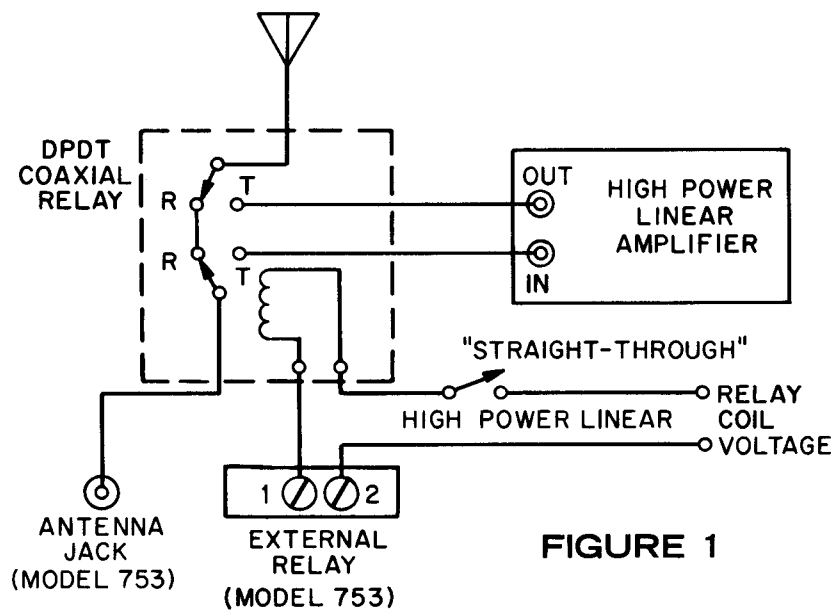 DPDT
COAXIAL
RELAY
R
T
R
T
OUT
IN
HIGH POWER
LINEAR
AMPLIFIER
"STRAIGHT-THROUGH"
HIGH POWER LINEAR
RELAY
COIL
VOLTAGE
1
2
ANTENNA
JACK
(MODEL 753)
EXTERNAL
RELAY
(MODEL 753)
FIGURE 1